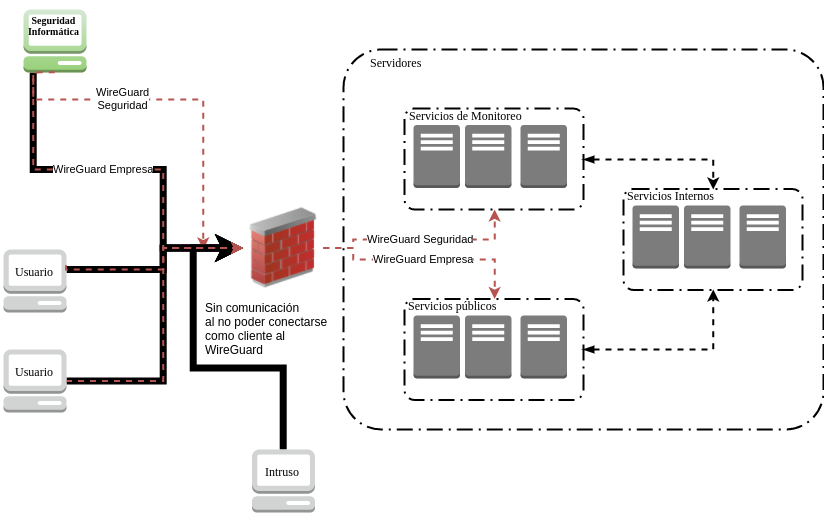 Seguridad
Informática
WireGuard
Seguridad
WireGuard Empresa
Usuario
Usuario
Sin comunicación
al no poder conectarse
como cliente al
WireGuard
Intruso
Servidores
Servicios de Monitoreo
Servicios Internos
WireGuard Seguridad
WireGuard Empresa
Servicios públicos